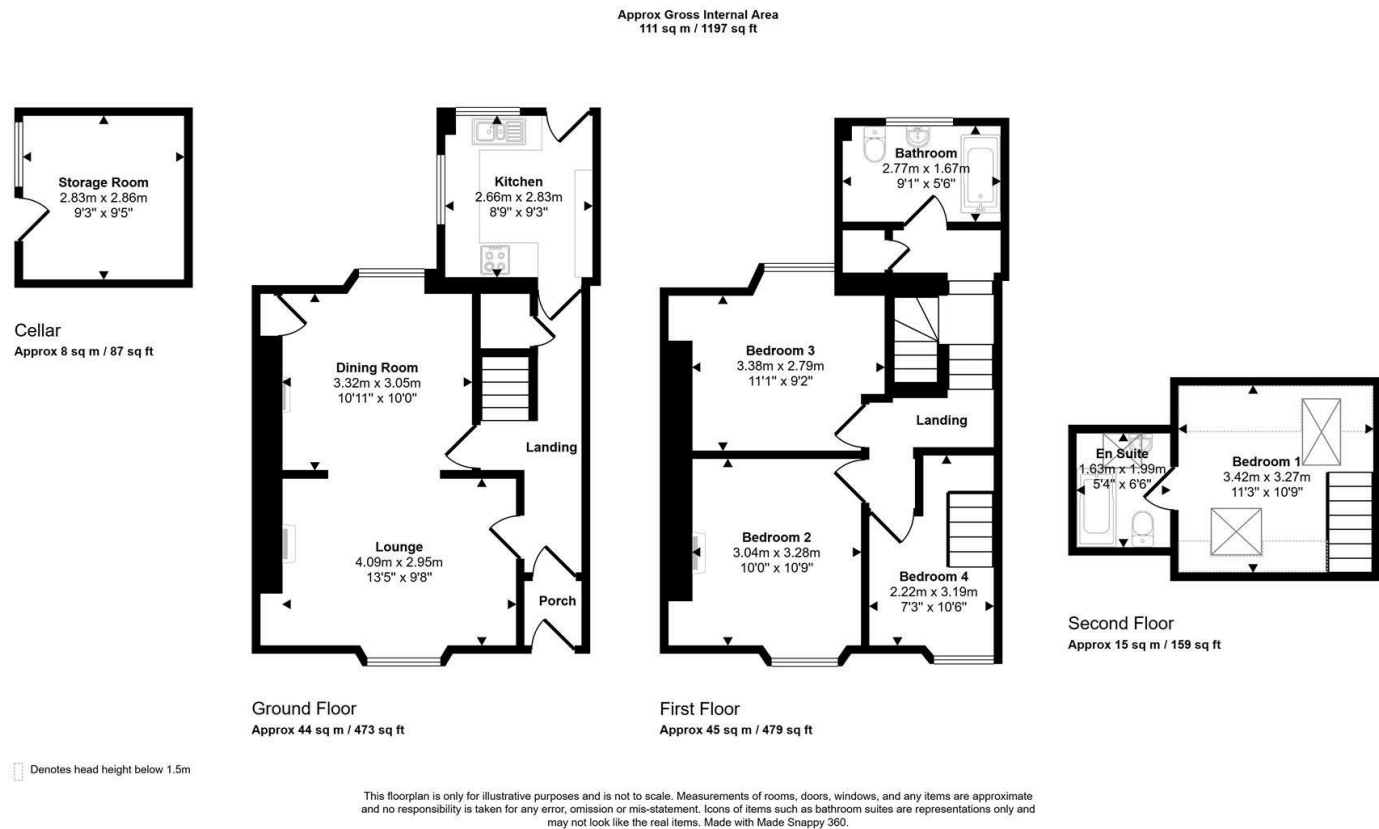 Approx Gross Internal Area
111 sq m / 1197 sq ft
Storage Room
2.83m x 2.86m
9'3" x 9'5"
Cellar
Approx 8 sq m / 87 sq ft
Kitchen
2.66m x 2.83m
8'9" x 9'3"
Dining Room
3.32m x 3.05m
10'11" x 10'0"
Landing
Lounge
4.09m x 2.95m
13'5" x 9'8"
Porch
Ground Floor
Approx 44 sq m / 473 sq ft
Bathroom
2.77m x 1.67m
9'1" x 5'6"
Bedroom 3
3.38m x 2.79m
11'1" x 9'2"
Landing
Bedroom 2
3.04m x 3.28m
10'0" x 10'9"
Bedroom 4
2.22m x 3.19m
7'3" x 10'6"
First Floor
Approx 45 sq m / 479 sq ft
En Suite
1.63m x 1.99m
5'4" x 6'6"
Bedroom 1
3.42m x 3.27m
11'3" x 10'9"
Second Floor
Approx 15 sq m / 159 sq ft
Denotes head height below 1.5m
This floorplan is only for illustrative purposes and is not to scale. Measurements of rooms, doors, windows, and any items are approximate
and no responsibility is taken for any error, omission or mis-statement. Icons of items such as bathroom suites are representations only and
may not look like the real items. Made with Made Snappy 360.